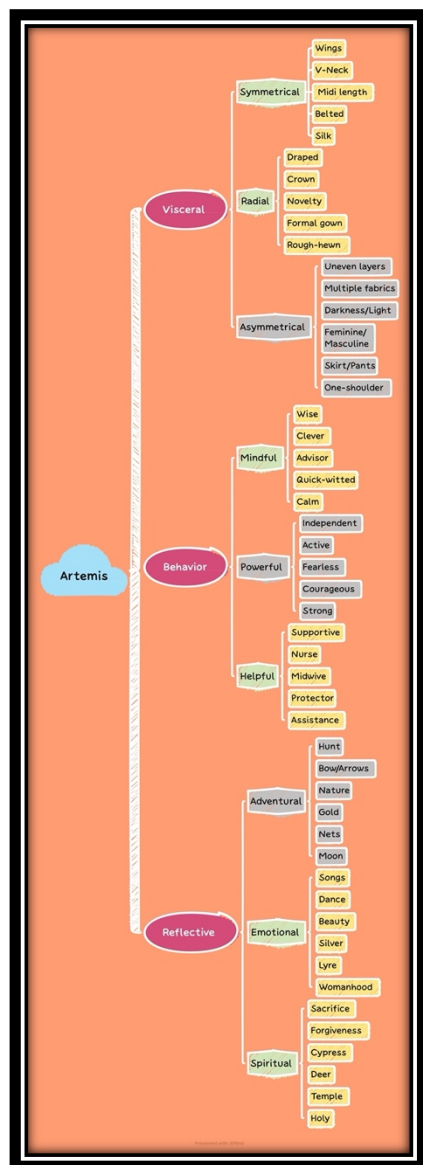 Artemis
Visceral
Symmetrical
Wings
V-Neck
Midi length
Belted
Silk
Radial
Draped
Crown
Novelty
Formal gown
Rough-hewn
Asymmetrical
Uneven layers
Multiple fabrics
Darkness/Light
Feminine/
Masculine
Skirt/Pants
One-shoulder
Behavior
Mindful
Wise
Clever
Advisor
Quick-witted
Calm
Powerful
Independent
Active
Fearless
Courageous
Strong
Helpful
Supportive
Nurse
Midwive
Protector
Assistance
Reflective
Adventural
Hunt
Bow/Arrows
Nature
Gold
Nets
Moon
Emotional
Songs
Dance
Beauty
Silver
Lyre
Womanhood
Spiritual
Sacrifice
Forgiveness
Cypress
Deer
Temple
Holy